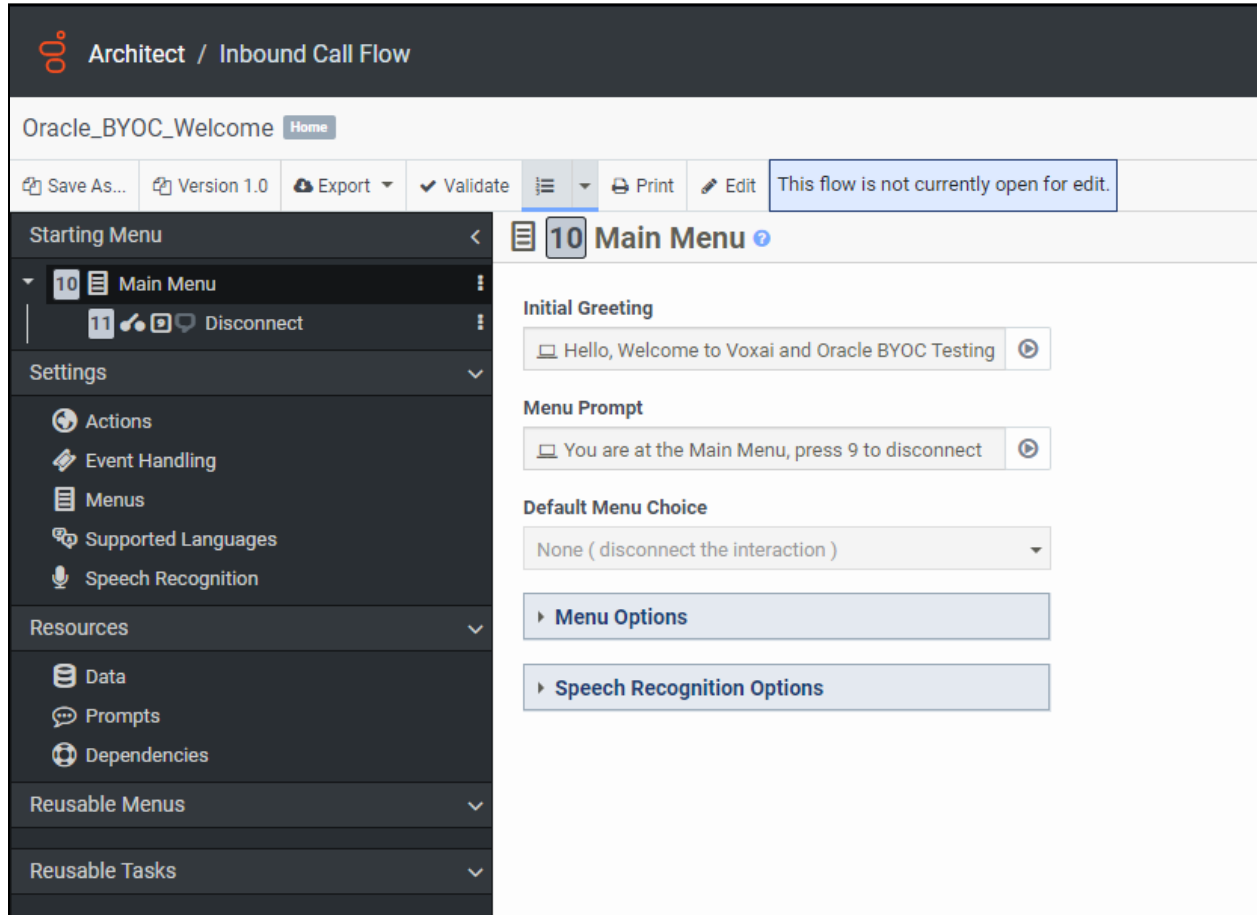 Architect / Inbound Call Flow
Oracle_BYOC_Welcome Home
Save As... Version 1.0 Export Validate Print Edit This flow is not currently open for edit.
Starting Menu
10 Main Menu
11 9 Disconnect
Settings
Actions
Event Handling
Menus
Supported Languages
Speech Recognition
Resources
Data
Prompts
Dependencies
Reusable Menus
Reusable Tasks
10 Main Menu ?
Initial Greeting
Hello, Welcome to Voxai and Oracle BYOC Testing
Menu Prompt
You are at the Main Menu, press 9 to disconnect
Default Menu Choice
None ( disconnect the interaction )
Menu Options
Speech Recognition Options